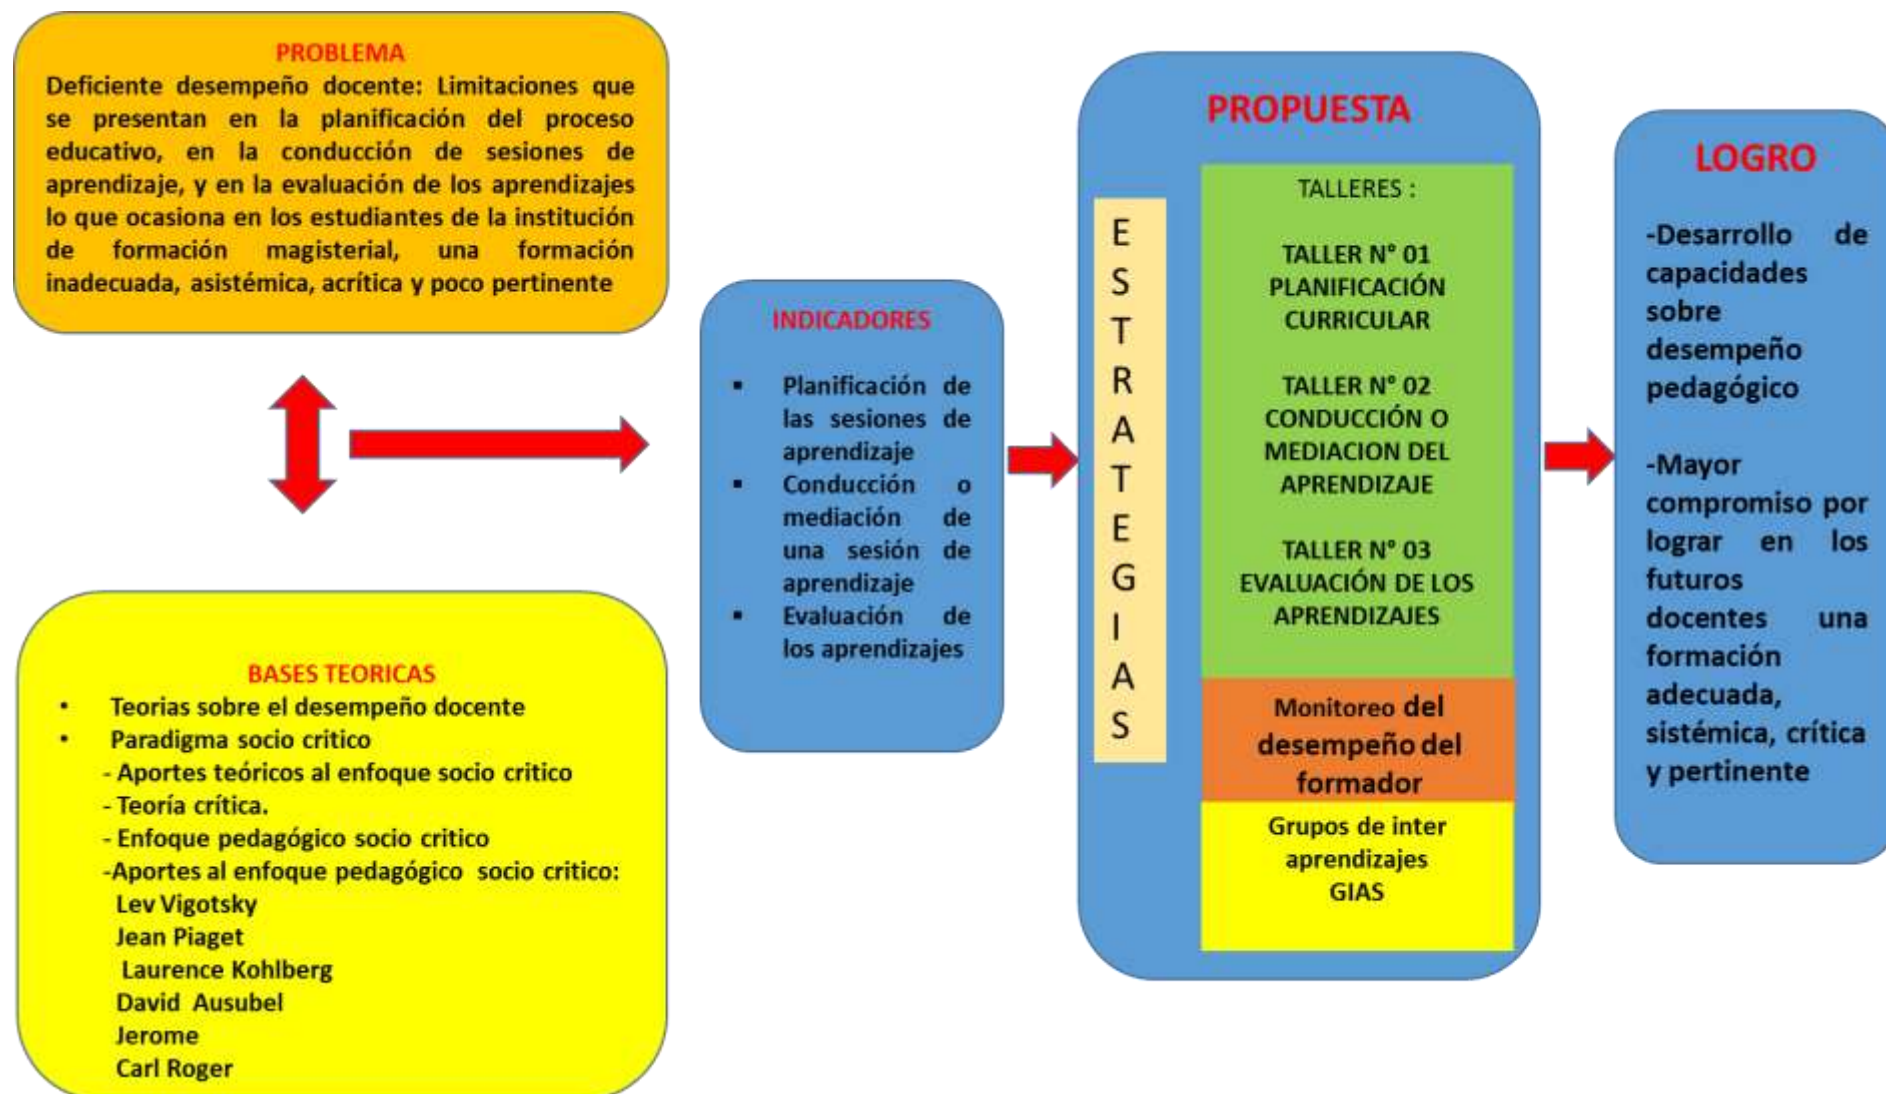 PROBLEMA
Deficiente desempeño docente: Limitaciones que
se presentan en la planificación del proceso
educativo, en la conducción de sesiones de
aprendizaje, y en la evaluación de los aprendizajes
lo que ocasiona en los estudiantes de la institución
de formación magisterial, una formación
inadecuada, asistémica, acrítica y poco pertinente
BASES TEORICAS
• Teorias sobre el desempeño docente
• Paradigma socio critico
- Aportes teóricos al enfoque socio critico
- Teoría crítica.
- Enfoque pedagógico socio critico
-Aportes al enfoque pedagógico socio critico:
Lev Vigotsky
Jean Piaget
Laurence Kohlberg
David Ausubel
Jerome
Carl Roger
INDICADORES
▪ Planificación de
las sesiones de
aprendizaje
▪ Conducción o
mediación de
una sesión de
aprendizaje
▪ Evaluación de
los aprendizajes
PROPUESTA
E
S
T
R
A
T
E
G
I
A
S
TALLERES :
TALLER N° 01
PLANIFICACIÓN
CURRICULAR
TALLER N° 02
CONDUCCIÓN O
MEDIACION DEL
APRENDIZAJE
TALLER N° 03
EVALUACIÓN DE LOS
APRENDIZAJES
Monitoreo del
desempeño del
formador
Grupos de inter
aprendizajes
GIAS
LOGRO
-Desarrollo de
capacidades
sobre
desempeño
pedagógico
-Mayor
compromiso por
lograr en los
futuros
docentes una
formación
adecuada,
sistémica, crítica
y pertinente